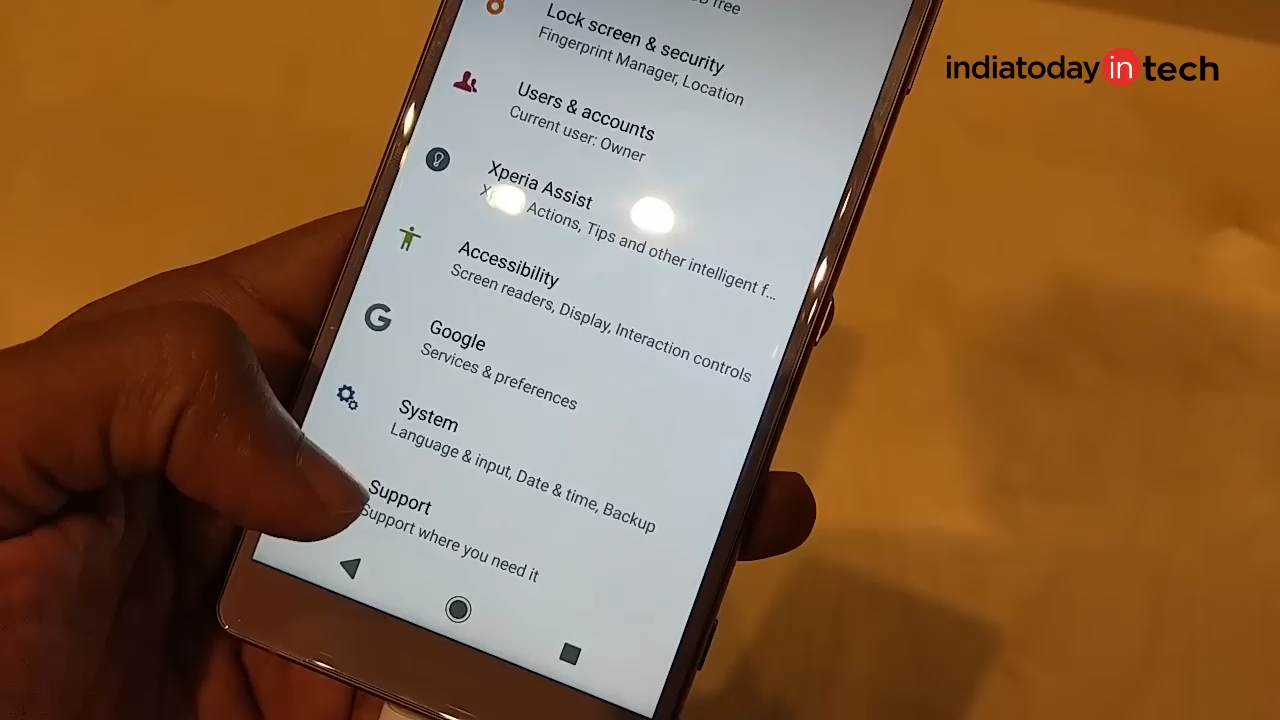 free
Lock screen & security
Fingerprint Manager, Location
Users & accounts
Current user: Owner
Xperia Assist
Actions, Tips and other intelligent f...
Accessibility
Screen readers, Display, Interaction controls
G
Google
Services & preferences
System
Language & input, Date & time, Backup
Support
Support where you need it
indiatoday in tech